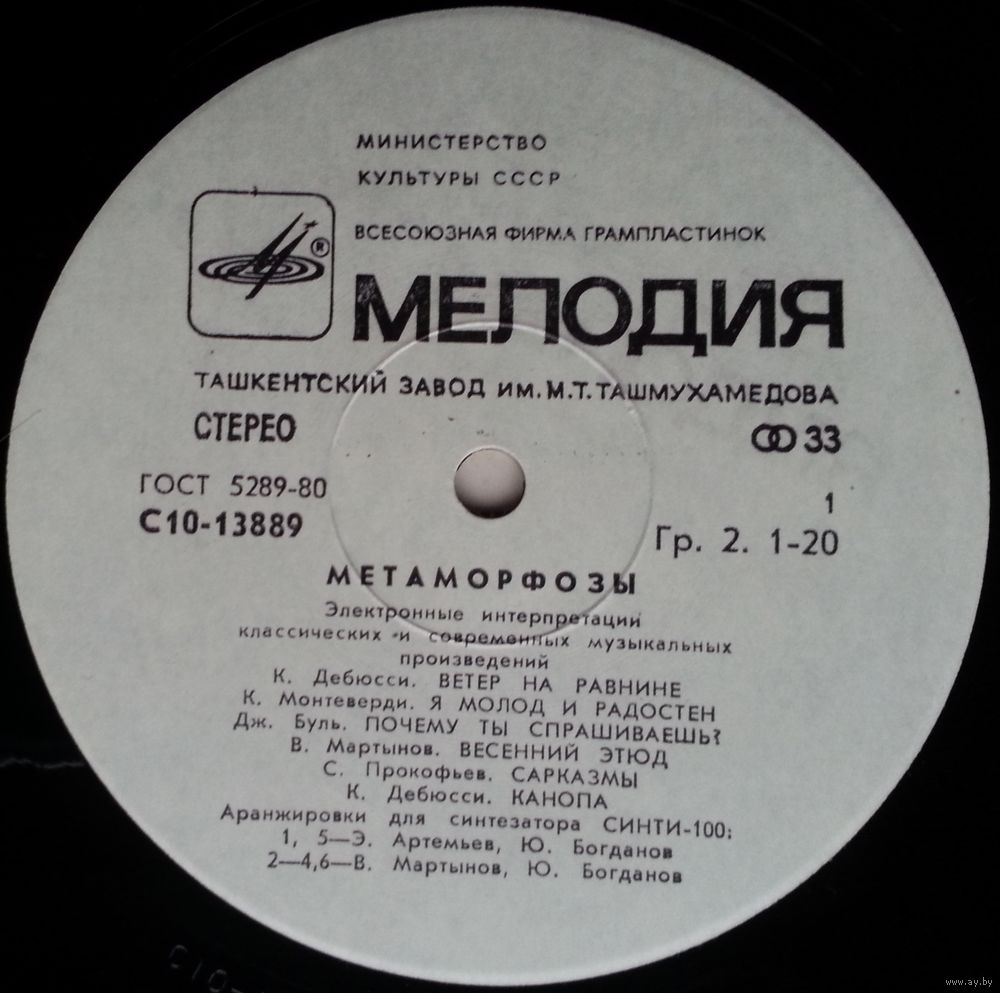 МИНИСТЕРСТВО
КУЛЬТУРЫ СССР
ВСЕСОЮЗНАЯ ФИРМА ГРАМПЛАСТИНОК
®
МЕЛОДИЯ
ТАШКЕНТСКИЙ ЗАВОД ИМ. М.Т. ТАШМУХАМЕДОВА
СТЕРЕО 33
ГОСТ 5289-80 1
С10-13889 Гр. 2. 1-20
МЕТАМОРФОЗЫ
Электронные интерпретации
классических и современных музыкальных
произведений
К. Дебюсси. ВЕТЕР НА РАВНИНЕ
К. Монтеверди. Я МОЛОД И РАДОСТЕН
Дж. Буль. ПОЧЕМУ ТЫ СПРАШИВАЕШЬ?
В. Мартынов. ВЕСЕННИЙ ЭТЮД
С. Прокофьев. САРКАЗМЫ
К. Дебюсси. КАНОПА
Аранжировки для синтезатора СИНТИ-100:
1, 5—Э. Артемьев, Ю. Богданов
2—4,6—В. Мартынов, Ю. Богданов
www.ay.by